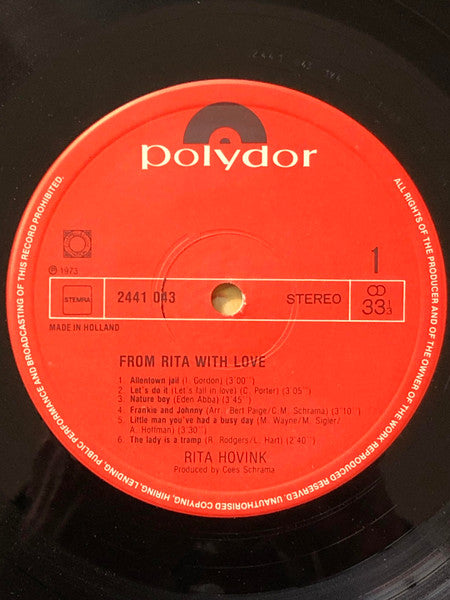 polydor
1
℗ 1973
STEMRA
2441 043
STEREO
33 1/3
MADE IN HOLLAND
FROM RITA WITH LOVE
1. Allentown jail (I. Gordon) (3'00'')
2. Let's do it (Let's fall in love) (C. Porter) (3'05'')
3. Nature boy (Eden Abba) (3'45'')
4. Frankie and Johnny (Arr. Bert Paige/C.M. Schrama) (3'10'')
5. Little man you've had a busy day (M. Wayne/M. Sigler/
A. Hoffman) (3.30'')
6. The lady is a tramp (R. Rodgers/L. Hart) (2'40'')
RITA HOVINK
Produced by Cees Schrama
ALL RIGHTS OF THE PRODUCER AND OF THE OWNER OF THE WORK REPRODUCED RESERVED UNAUTHORISED COPYING, HIRING, LENDING, PUBLIC PERFORMANCE AND BROADCASTING OF THIS RECORD PROHIBITED.